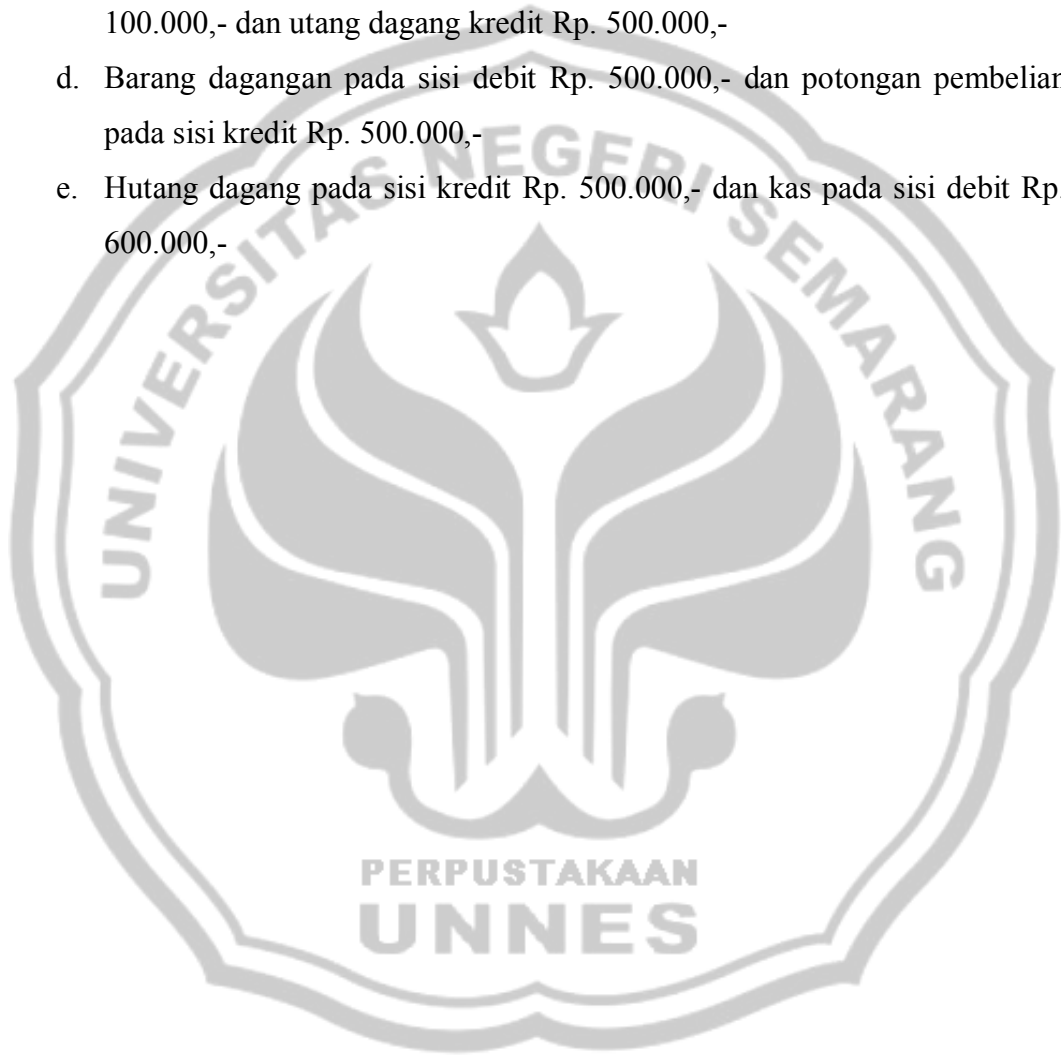 100.000,- dan utang dagang kredit Rp. 500.000,-
d. Barang dagangan pada sisi debit Rp. 500.000,- dan potongan pembelian
pada sisi kredit Rp. 500.000,-
e. Hutang dagang pada sisi kredit Rp. 500.000,- dan kas pada sisi debit Rp.
600.000,-
UNIVERSITAS NEGERI SEMARANG
PERPUSTAKAAN
UNNES